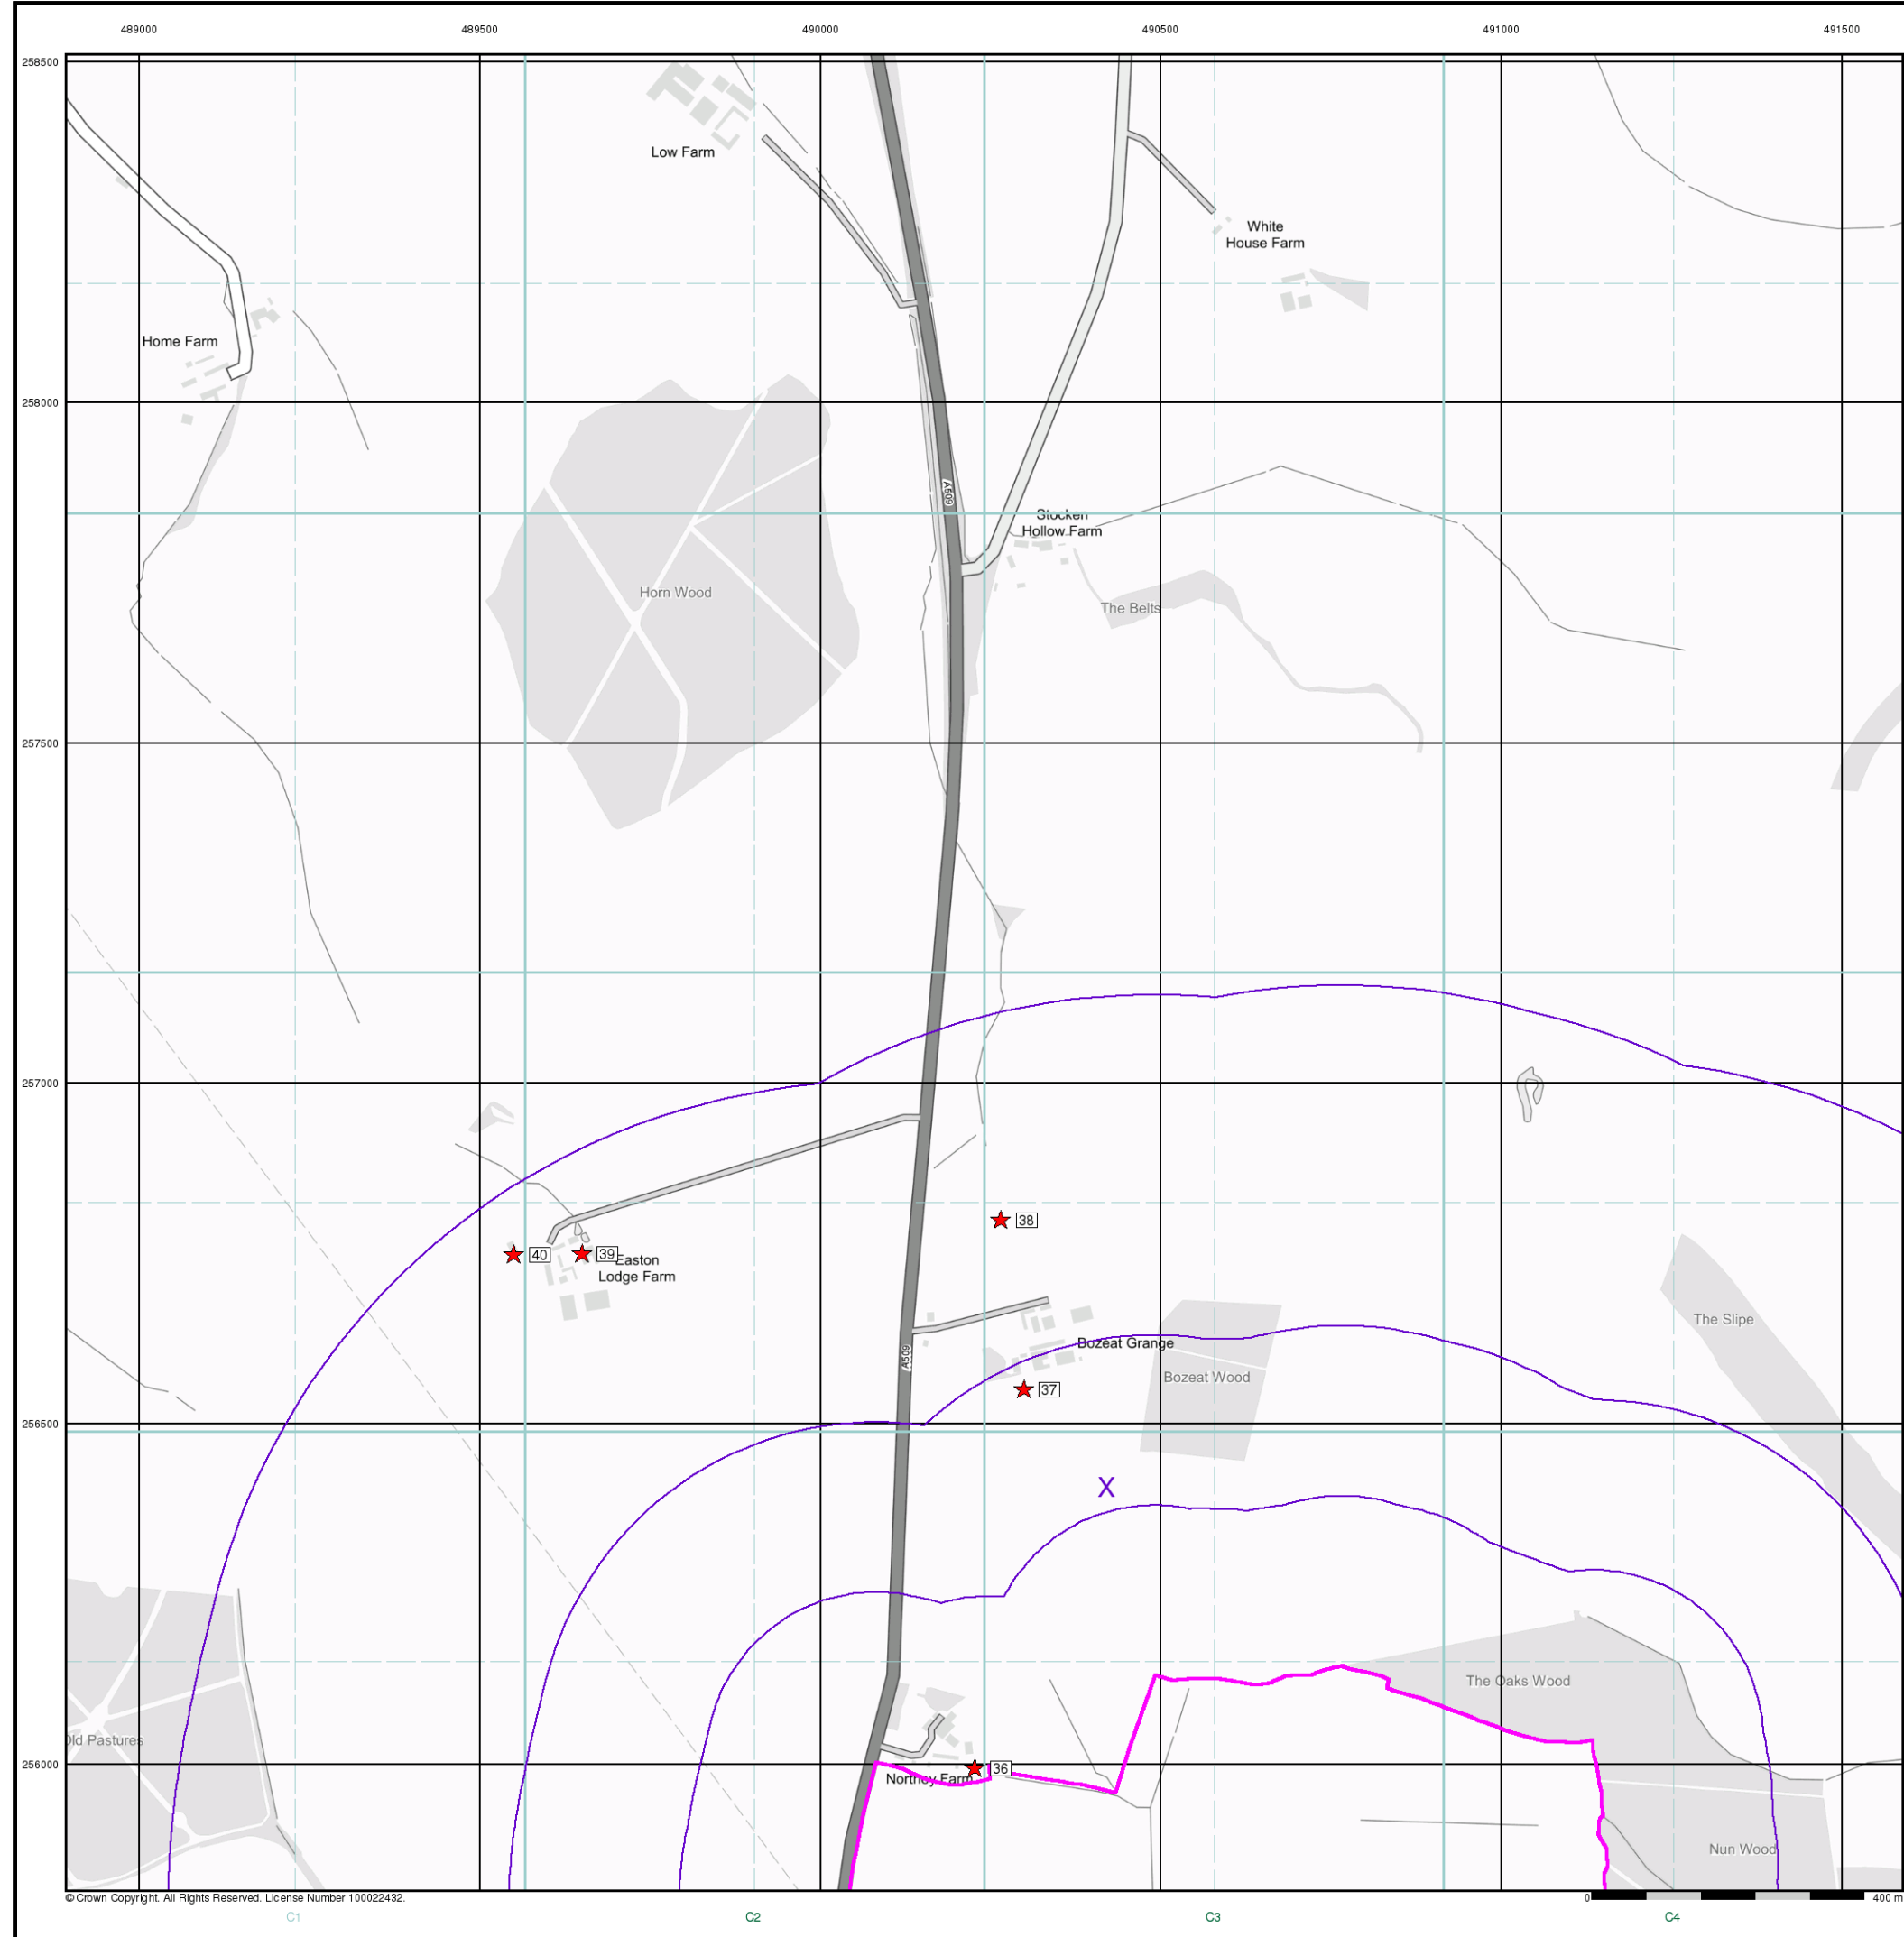 489000 489500 490000 490500 491000 491500
258500
Low Farm
White
House Farm
Home Farm
258000
A509
Stocken
Hollow Farm
Horn Wood
The Belts
257500
257000
38
40
39
Easton
Lodge Farm
The Slipe
Bozeat Grange
A509
Bozeat Wood
37
256500
X
The Oaks Wood
Old Pastures
256000
36
Northey Farm
Nun Wood
© Crown Copyright. All Rights Reserved. License Number 100022432.
0 400 m
C1 C2 C3 C4